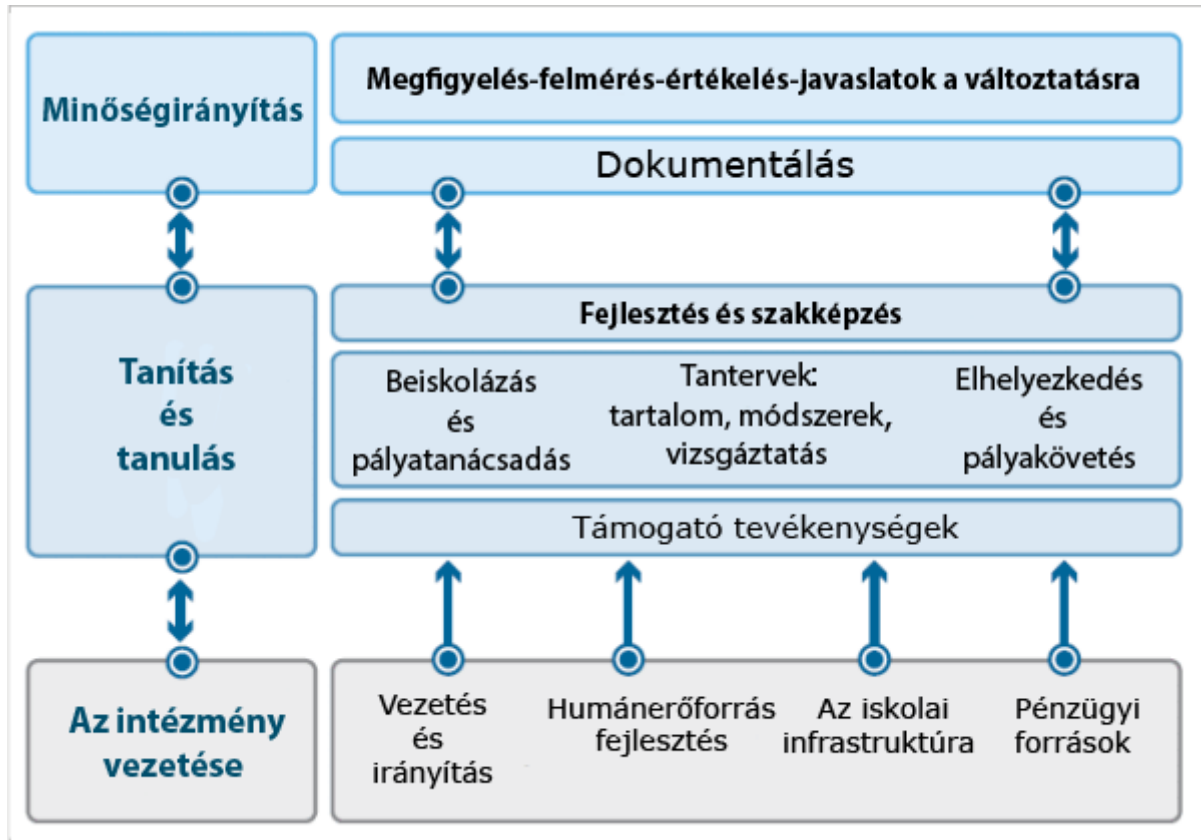 Minőségirányítás
Megfigyelés-felmérés-értékelés-javaslatok a változtatásra
Dokumentálás
Tanítás
és
tanulás
Fejlesztés és szakképzés
Beiskolázás
és
pályatanácsadás
Tantervek:
tartalom, módszerek,
vizsgáztatás
Elhelyezkedés
és
pályakövetés
Támogató tevékenységek
Az intézmény
vezetése
Vezetés
és
irányítás
Humánerőforrás
fejlesztés
Az iskolai
infrastruktúra
Pénzügyi
források